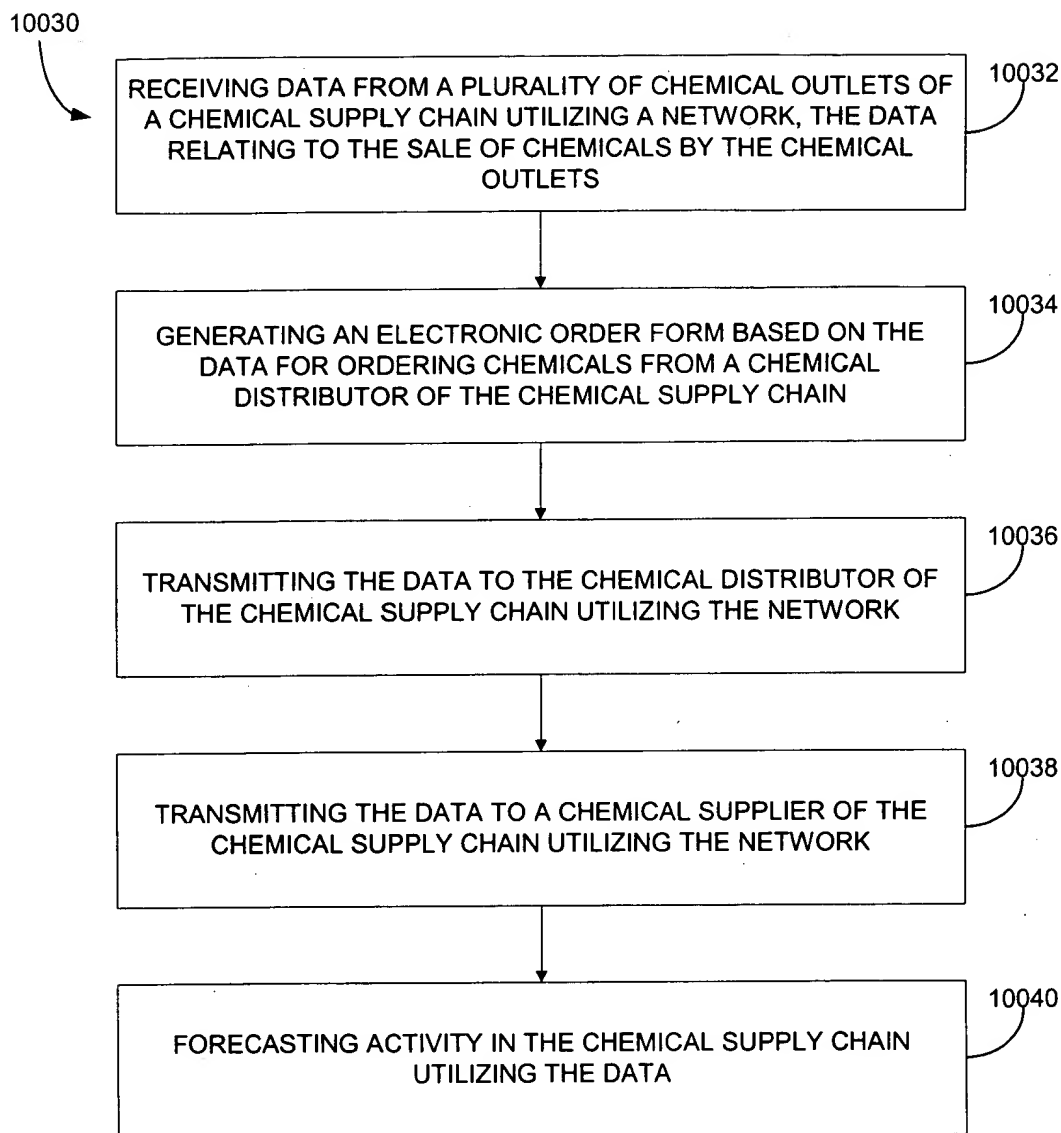 10030
RECEIVING DATA FROM A PLURALITY OF CHEMICAL OUTLETS OF
A CHEMICAL SUPPLY CHAIN UTILIZING A NETWORK, THE DATA
RELATING TO THE SALE OF CHEMICALS BY THE CHEMICAL
OUTLETS
10032
GENERATING AN ELECTRONIC ORDER FORM BASED ON THE
DATA FOR ORDERING CHEMICALS FROM A CHEMICAL
DISTRIBUTOR OF THE CHEMICAL SUPPLY CHAIN
10034
TRANSMITTING THE DATA TO THE CHEMICAL DISTRIBUTOR OF
THE CHEMICAL SUPPLY CHAIN UTILIZING THE NETWORK
10036
TRANSMITTING THE DATA TO A CHEMICAL SUPPLIER OF THE
CHEMICAL SUPPLY CHAIN UTILIZING THE NETWORK
10038
FORECASTING ACTIVITY IN THE CHEMICAL SUPPLY CHAIN
UTILIZING THE DATA
10040